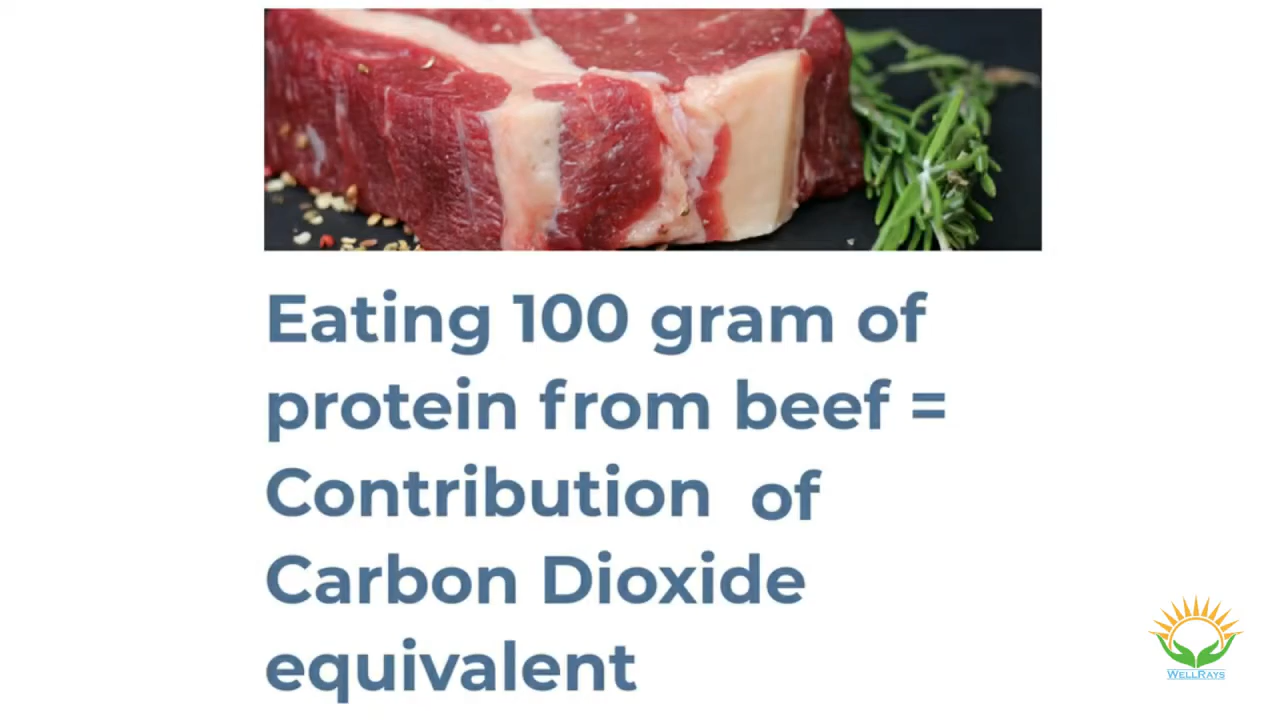 Eating 100 gram of
protein from beef =
Contribution of
Carbon Dioxide
equivalent
WELLRAYS